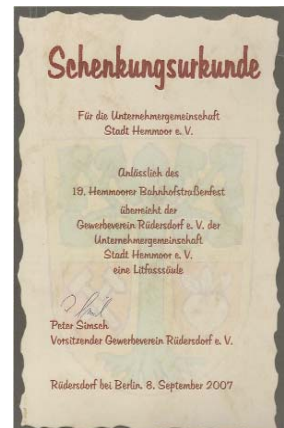 Schenkungsurkunde
Für die Unternehmergemeinschaft
Stadt Hemmoor e. V.
Anlässlich des
19. Hemmoorer Bahnhofstraßenfest
überreicht der
Gewerbeverein Rüdersdorf e. V. der
Unternehmergemeinschaft
Stadt Hemmoor e. V.
eine Litfasssäule
Peter Simsch
Vorsitzender Gewerbeverein Rüdersdorf e. V.
Rüdersdorf bei Berlin, 8. September 2007